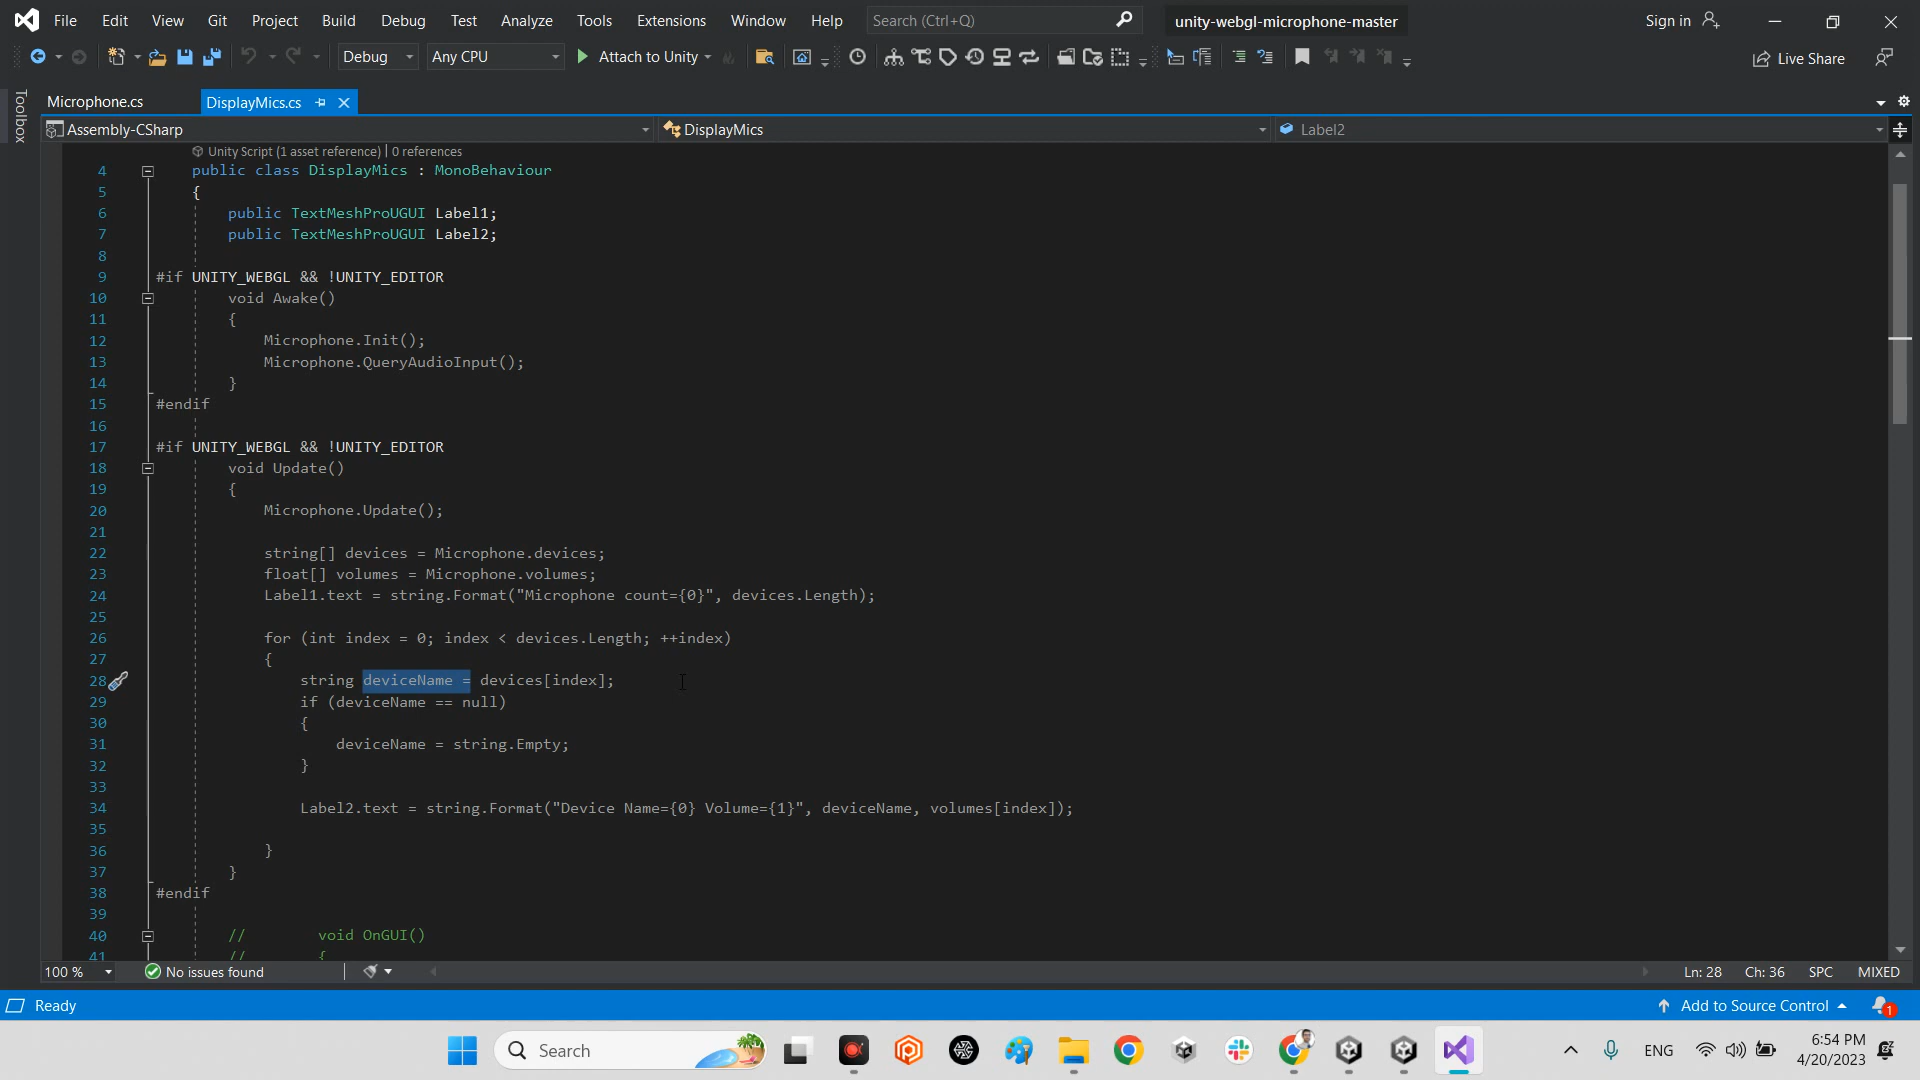 File Edit View Git Project Build Debug Test Analyze Tools Extensions Window Help Search (Ctrl+Q) unity-webgl-microphone-master Sign in
Debug Any CPU Attach to Unity Live Share
Toolbox
Microphone.cs DisplayMics.cs
Assembly-CSharp DisplayMics Label2
Unity Script (1 asset reference) | 0 references
4 public class DisplayMics : MonoBehaviour
5 {
6 public TextMeshProUGUI Label1;
7 public TextMeshProUGUI Label2;
8
9 #if UNITY_WEBGL && !UNITY_EDITOR
10 void Awake()
11 {
12 Microphone.Init();
13 Microphone.QueryAudioInput();
14 }
15 #endif
16
17 #if UNITY_WEBGL && !UNITY_EDITOR
18 void Update()
19 {
20 Microphone.Update();
21
22 string[] devices = Microphone.devices;
23 float[] volumes = Microphone.volumes;
24 Label1.text = string.Format("Microphone count={0}", devices.Length);
25
26 for (int index = 0; index < devices.Length; ++index)
27 {
28 string deviceName = devices[index];
29 if (deviceName == null)
30 {
31 deviceName = string.Empty;
32 }
33
34 Label2.text = string.Format("Device Name={0} Volume={1}", deviceName, volumes[index]);
35
36 }
37 }
38 #endif
39
40 // void OnGUI()
41 // {
100 % No issues found Ln: 28 Ch: 36 SPC MIXED
Ready Add to Source Control 1
Search ENG 6:54 PM
4/20/2023